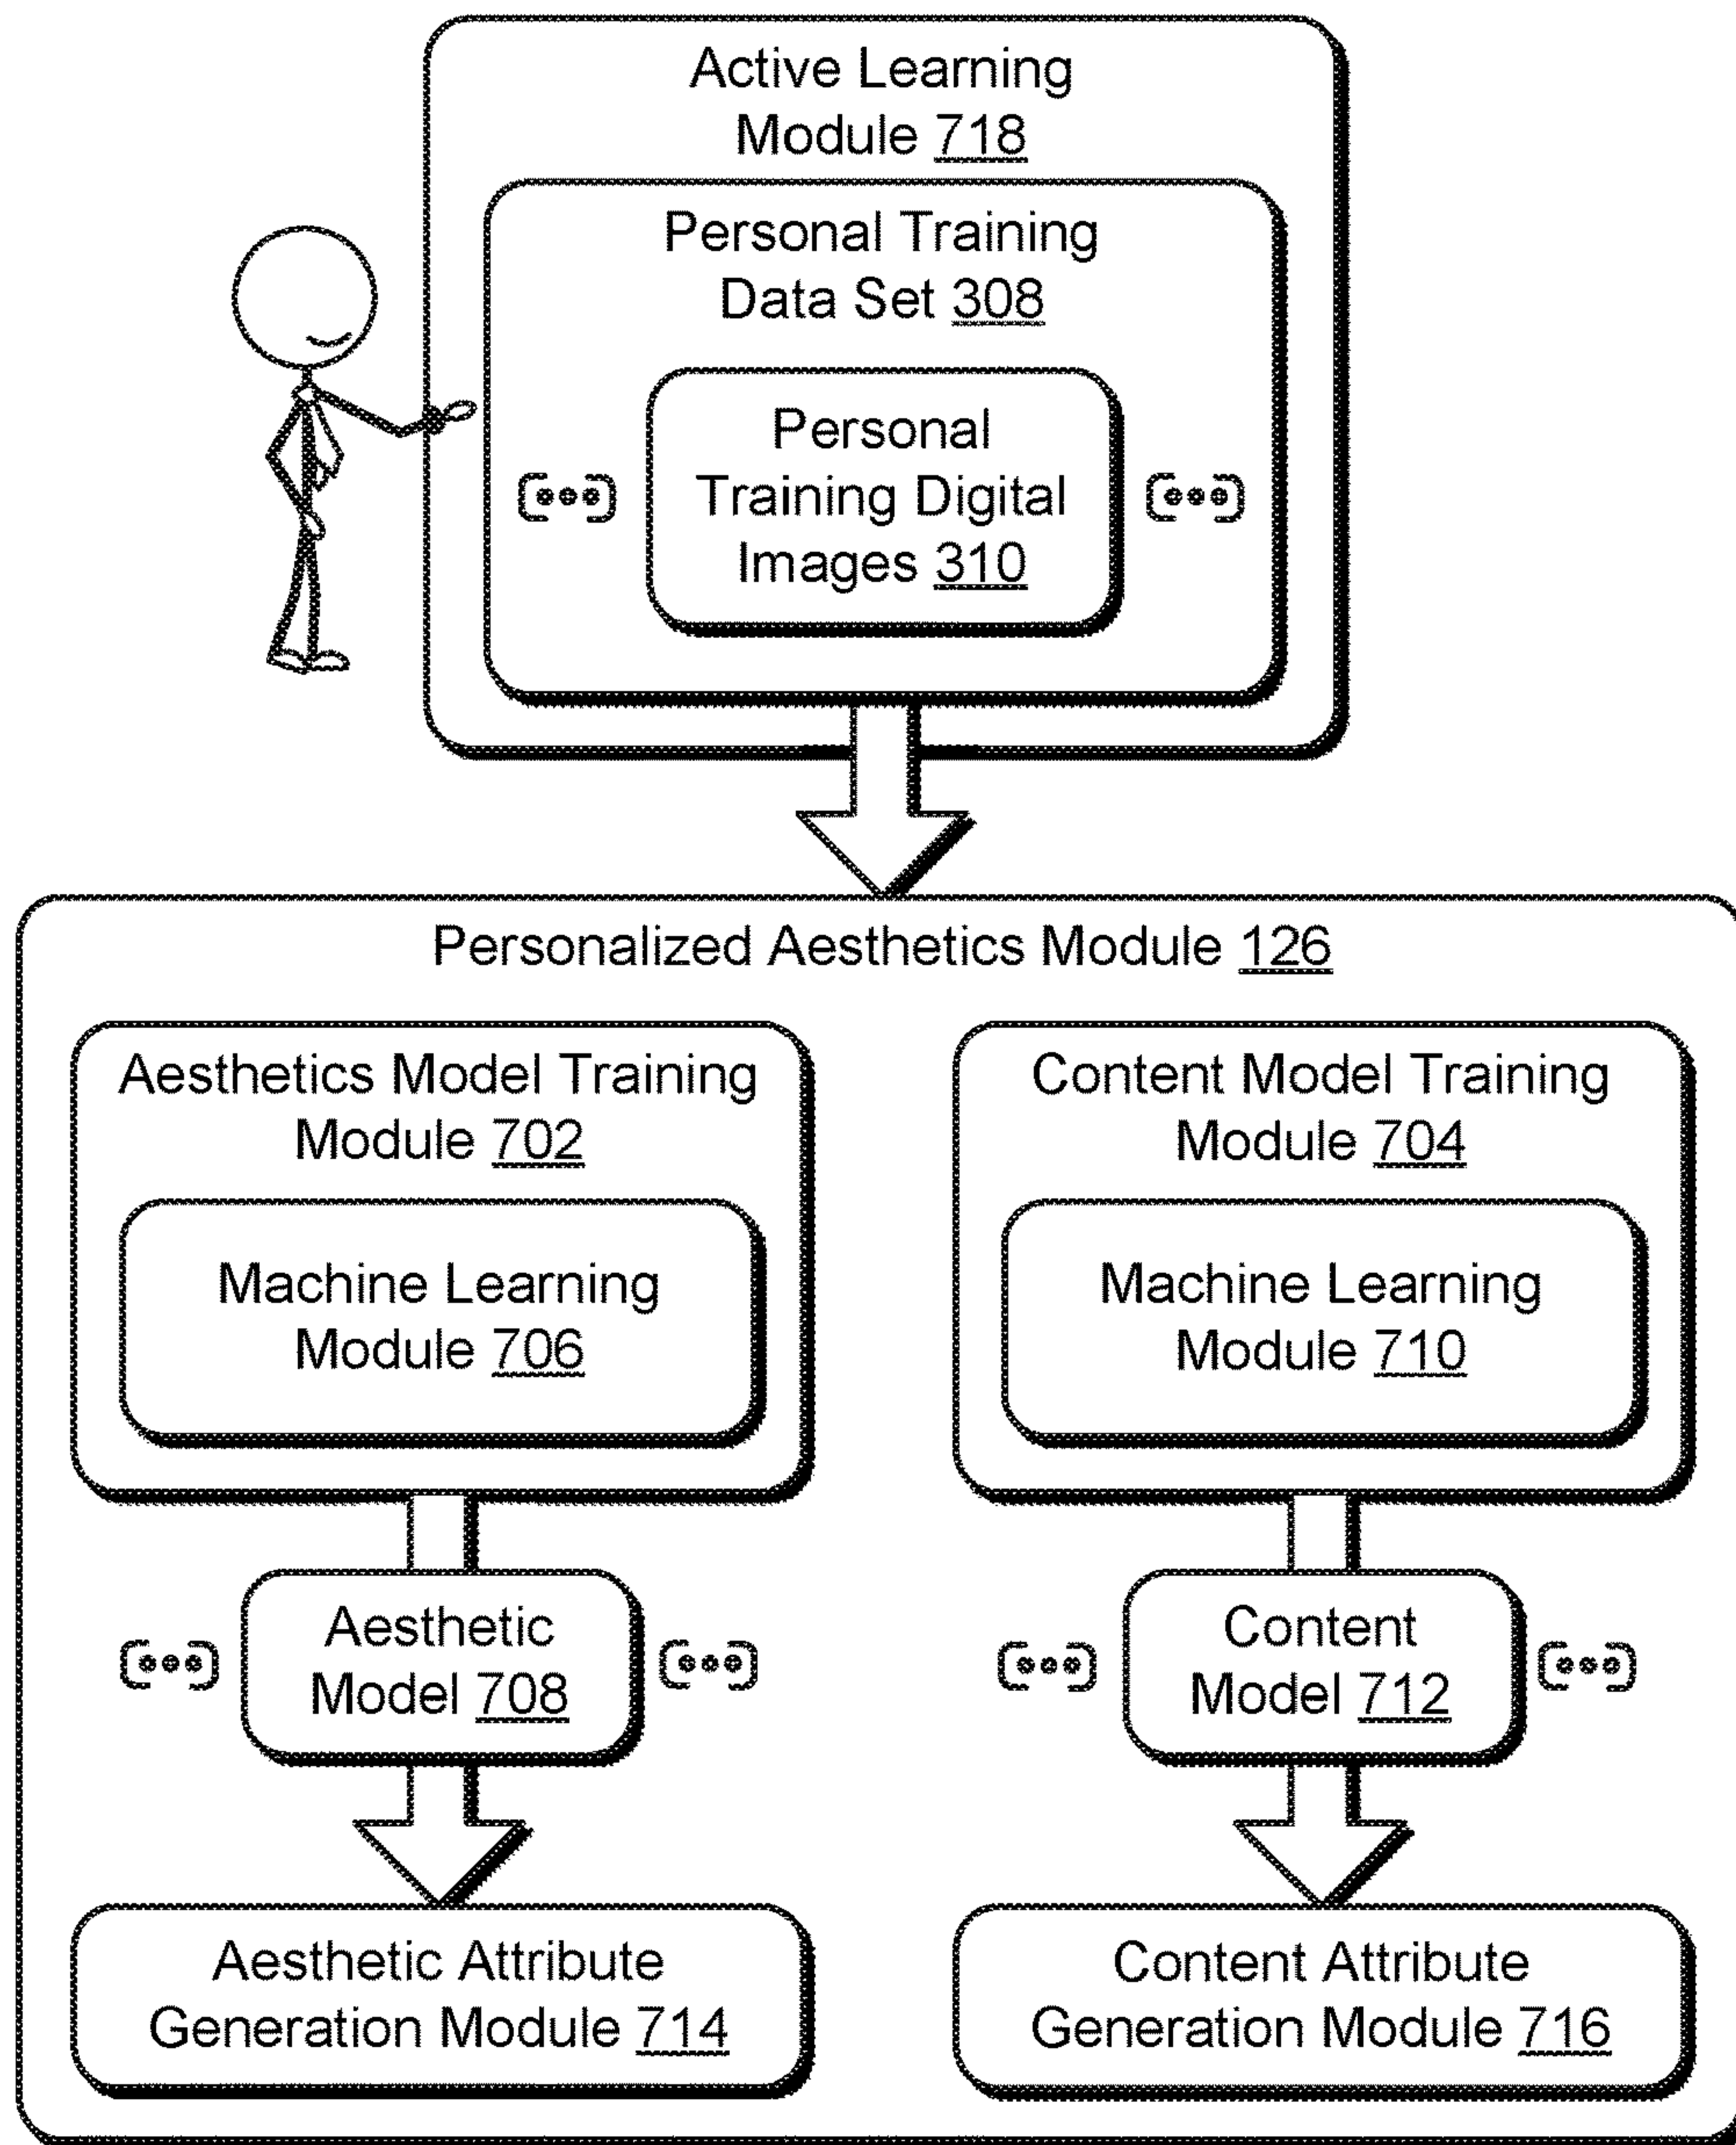 Active Learning
Module 718
Personal Training
Data Set 308
Personal
Training Digital
Images 310
Personalized Aesthetics Module 126
Aesthetics Model Training
Module 702
Machine Learning
Module 706
Aesthetic
Model 708
Aesthetic Attribute
Generation Module 714
Content Model Training
Module 704
Machine Learning
Module 710
Content
Model 712
Content Attribute
Generation Module 716